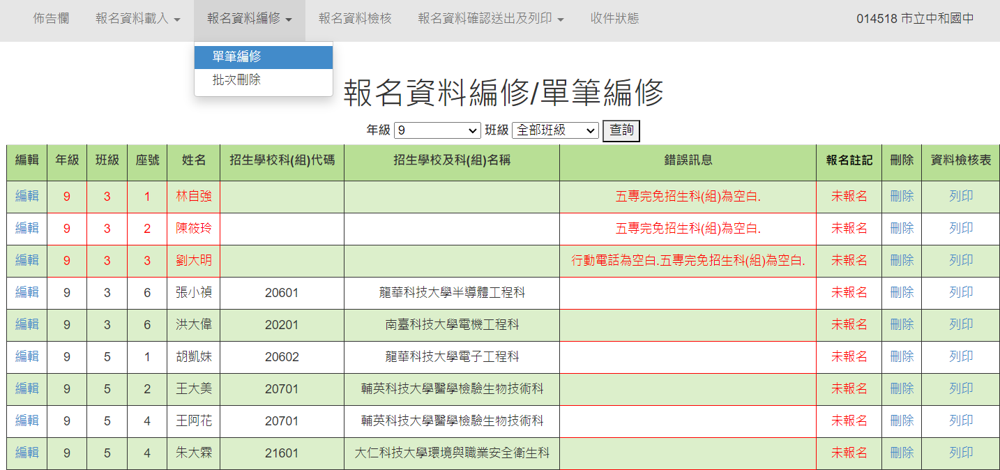 佈告欄 報名資料載入 報名資料編修 報名資料檢核 報名資料確認送出及列印 收件狀態 014518 市立中和國中
單筆編修
批次刪除
報名資料編修/單筆編修
年級 9 班級 全部班級 查詢
編輯 年級 班級 座號 姓名 招生學校科(組)代碼 招生學校及科(組)名稱 錯誤訊息 報名註記 刪除 資料檢核表
編輯 9 3 1 林自強 五專完免招生科(組)為空白. 未報名 刪除 列印
編輯 9 3 2 陳筱玲 五專完免招生科(組)為空白. 未報名 刪除 列印
編輯 9 3 3 劉大明 行動電話為空白.五專完免招生科(組)為空白. 未報名 刪除 列印
編輯 9 3 6 張小禎 20601 龍華科技大學半導體工程科 未報名 刪除 列印
編輯 9 3 6 洪大偉 20201 南臺科技大學電機工程科 未報名 刪除 列印
編輯 9 5 1 胡凱妹 20602 龍華科技大學電子工程科 未報名 刪除 列印
編輯 9 5 2 王大美 20701 輔英科技大學醫學檢驗生物技術科 未報名 刪除 列印
編輯 9 5 4 王阿花 20701 輔英科技大學醫學檢驗生物技術科 未報名 刪除 列印
編輯 9 5 4 朱大霖 21601 大仁科技大學環境與職業安全衛生科 未報名 刪除 列印